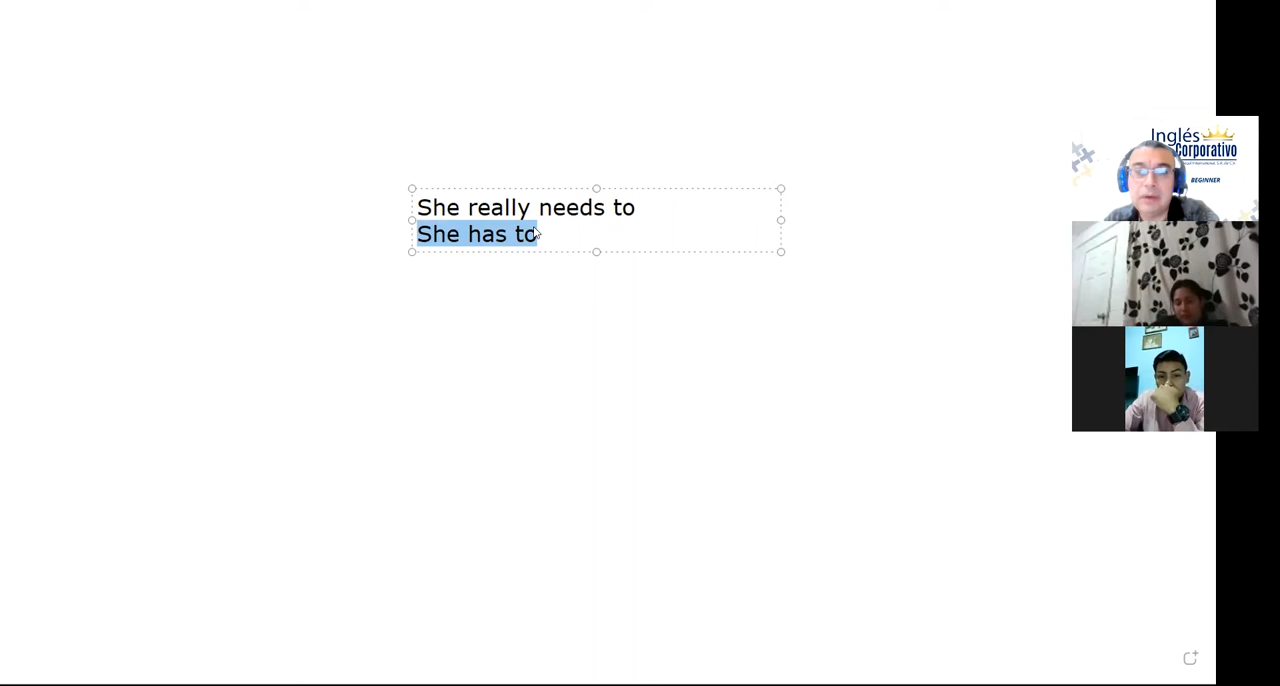 She really needs to
She has to
Inglés
Corporativo
BEGINNER